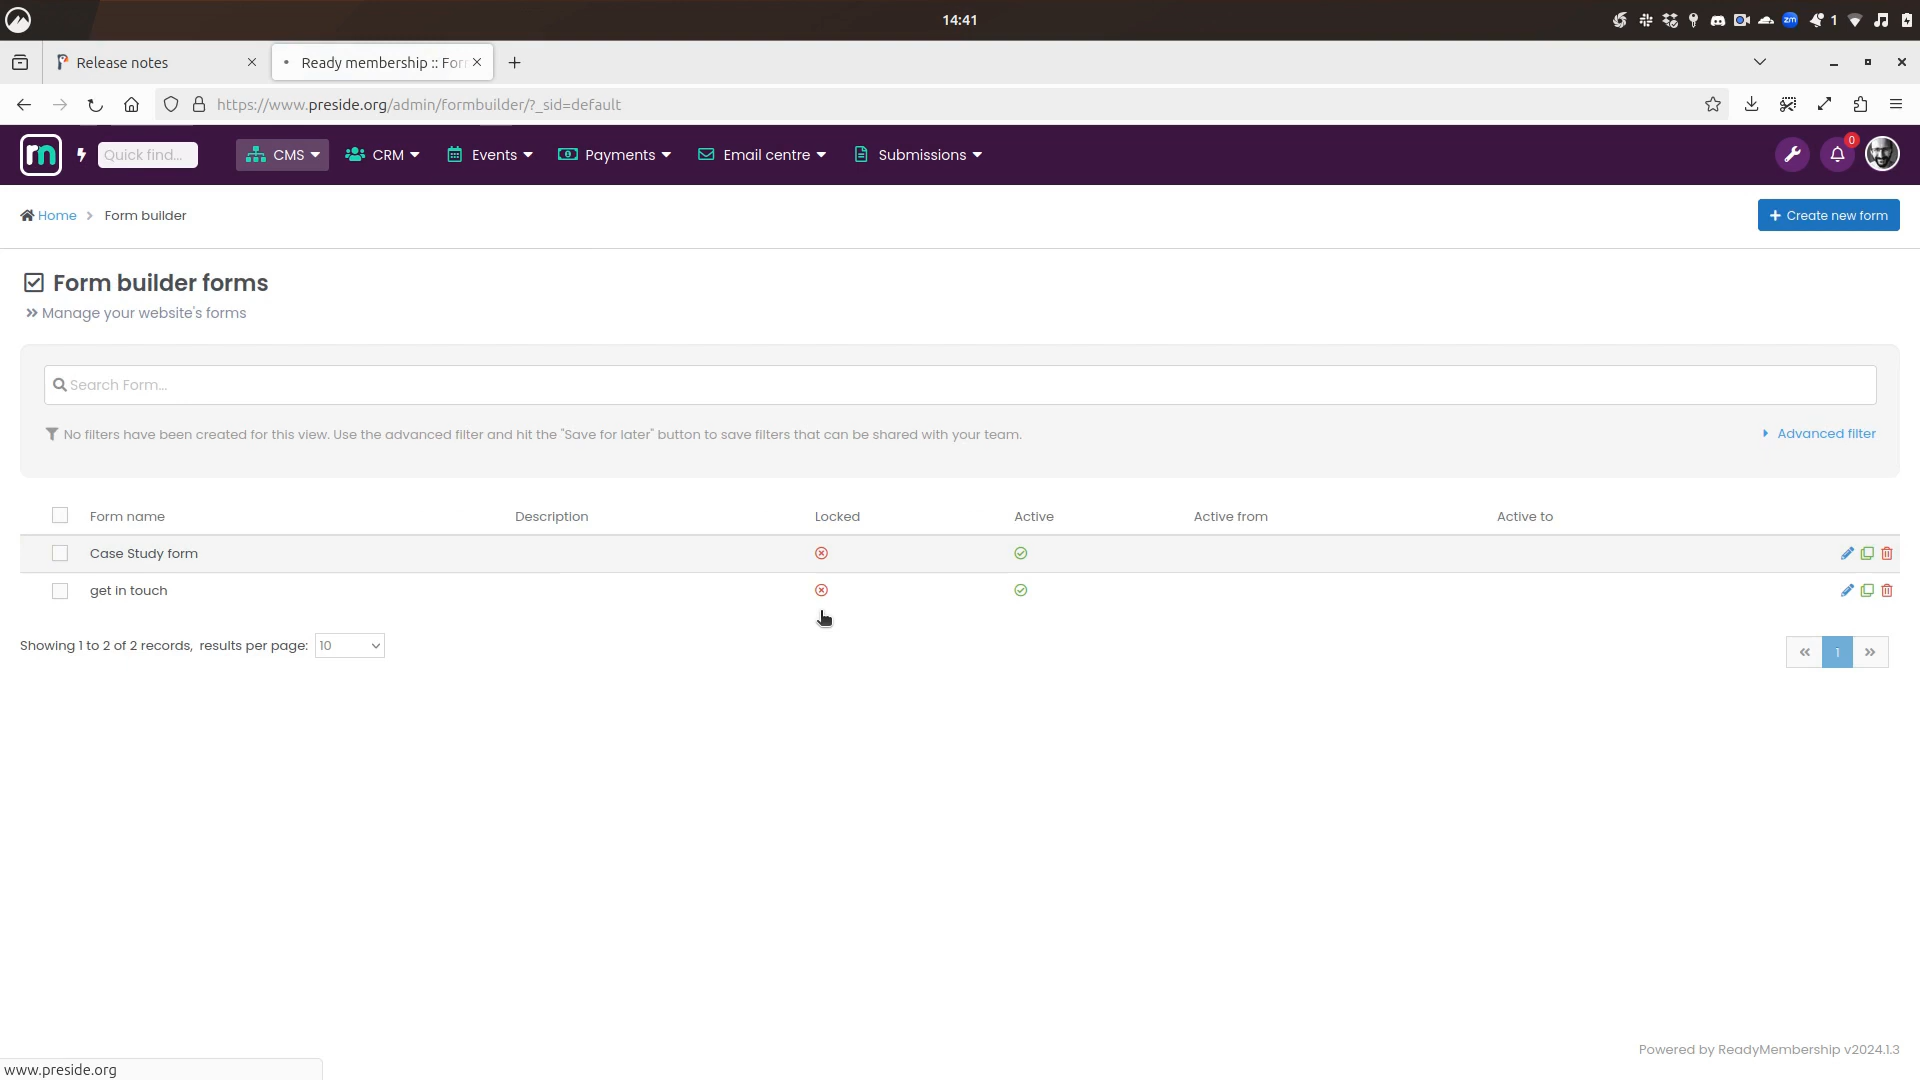 14:41
zm
1
Release notes
Ready membership :: For
https://www.preside.org/admin/formbuilder/?_sid=default
rm
Quick find...
CMS
CRM
Events
Payments
Email centre
Submissions
0
Home
Form builder
Create new form
Form builder forms
Manage your website's forms
Search Form...
No filters have been created for this view. Use the advanced filter and hit the "Save for later" button to save filters that can be shared with your team.
Advanced filter
Form name Description Locked Active Active from Active to
Case Study form
get in touch
Showing 1 to 2 of 2 records, results per page: 10
« 1 »
Powered by ReadyMembership v2024.1.3
www.preside.org